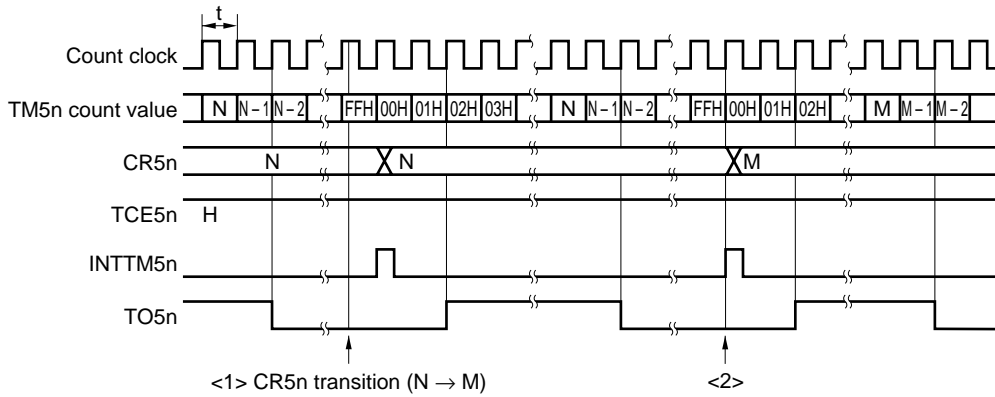 t
Count clock
TM5n count value N N – 1 N – 2 FFH 00H 01H 02H 03H N N – 1 N – 2 FFH 00H 01H 02H M M – 1 M – 2
CR5n N N M
TCE5n H
INTTM5n
TO5n
<1> CR5n transition (N → M) <2>